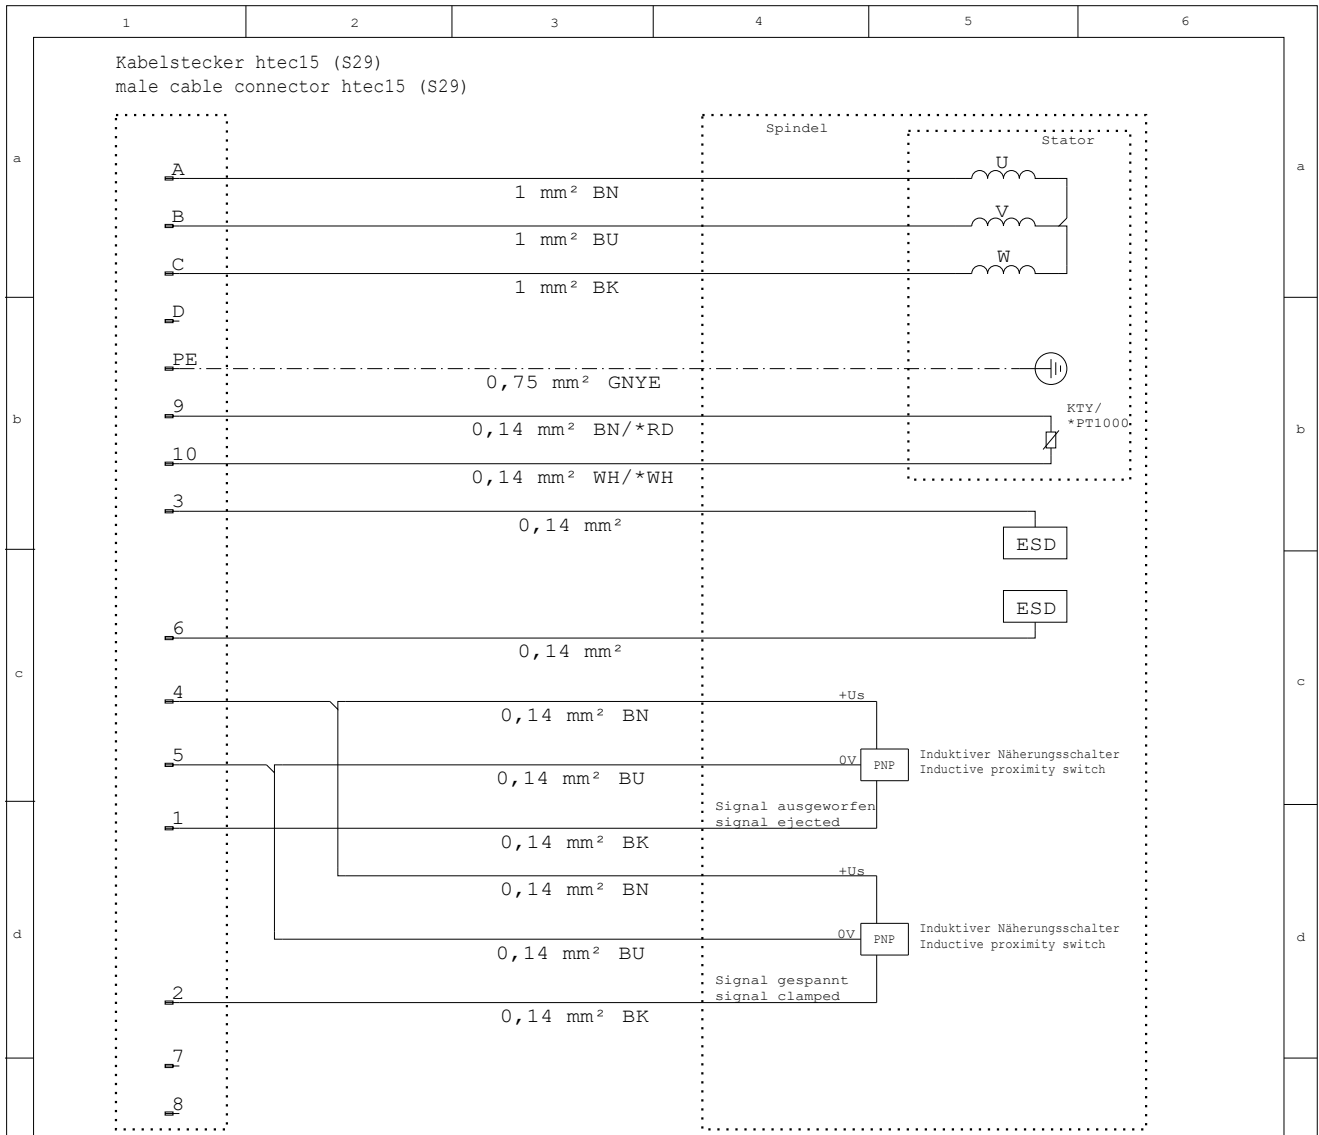 1 2 3 4 5 6
Kabelstecker htec15 (S29)
male cable connector htec15 (S29)
Spindel
Stator
a
a
A
U
1 mm² BN
B
V
1 mm² BU
C
W
1 mm² BK
D
PE
0,75 mm² GNYE
b
b
9
KTY/
*PT1000
0,14 mm² BN/*RD
10
0,14 mm² WH/*WH
3
0,14 mm²
ESD
ESD
6
0,14 mm²
c
c
4
+Us
0,14 mm² BN
5
0V
PNP
Induktiver Näherungsschalter
Inductive proximity switch
0,14 mm² BU
Signal ausgeworfen
signal ejected
1
0,14 mm² BK
+Us
0,14 mm² BN
d
d
0V
PNP
Induktiver Näherungsschalter
Inductive proximity switch
0,14 mm² BU
Signal gespannt
signal clamped
2
0,14 mm² BK
7
8